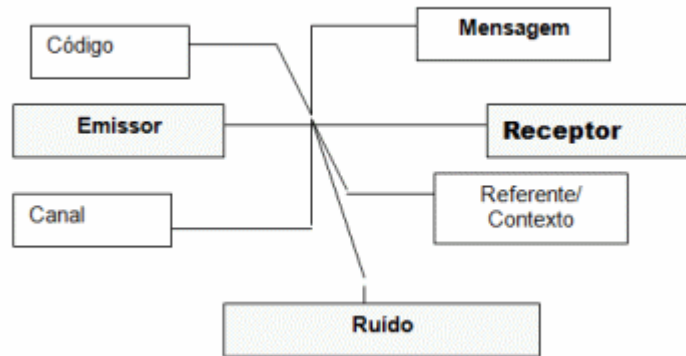 Mensagem
Código
Emissor
Receptor
Referente/
Contexto
Canal
Ruído